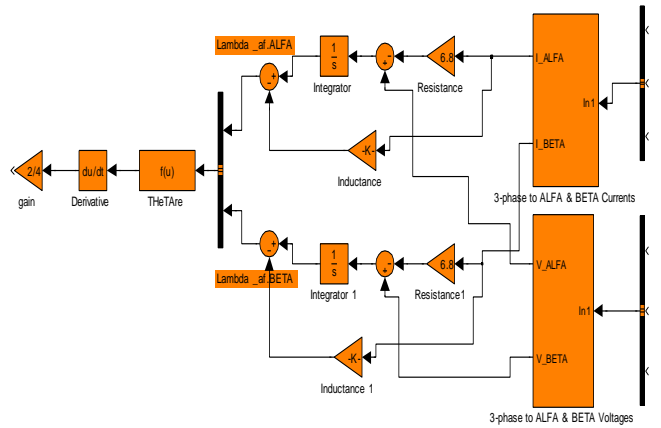 Lambda _af.ALFA
1
s
Integrator
6.8
Resistance
I_ALFA
In1
I_BETA
3-phase to ALFA & BETA Currents
-K-
Inductance
2/4
gain
du/dt
Derivative
f(u)
THeTAre
Lambda _af.BETA
1
s
Integrator 1
6.8
Resistance1
V_ALFA
In1
V_BETA
3-phase to ALFA & BETA Voltages
-K-
Inductance 1